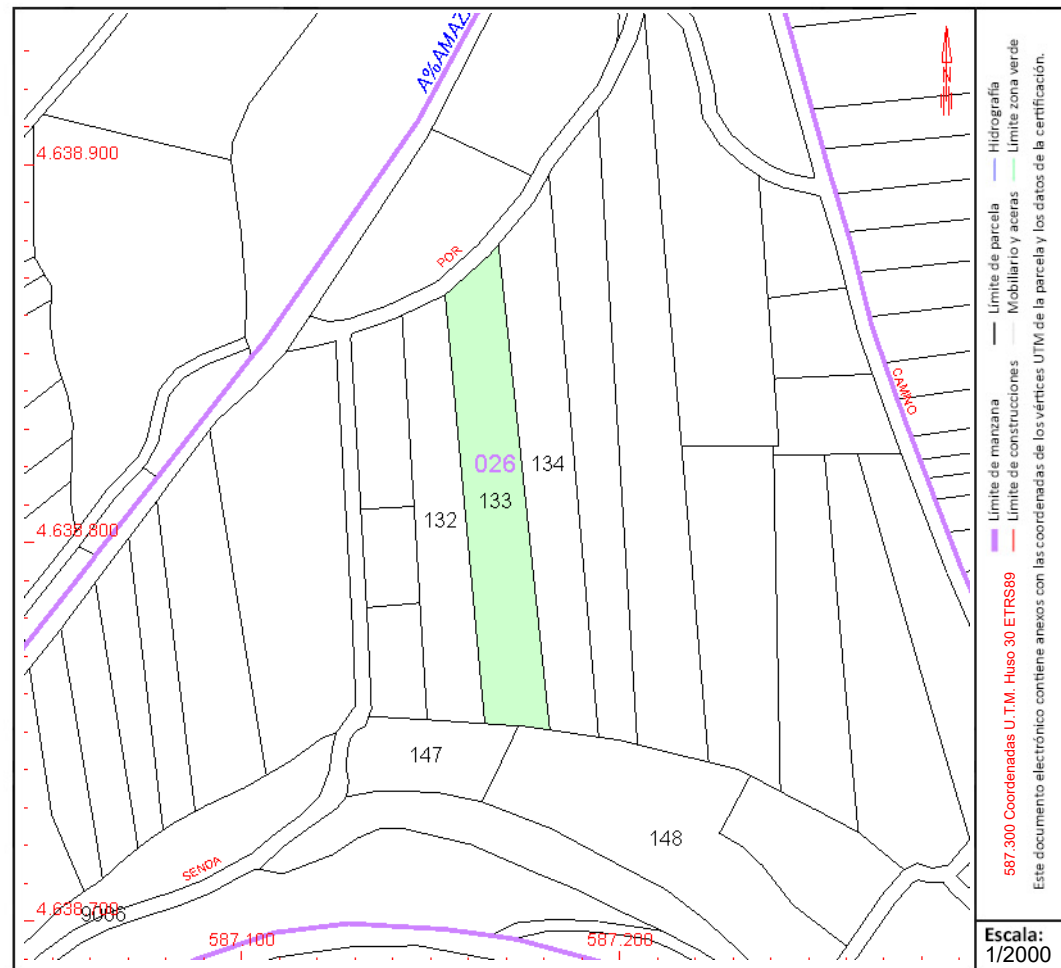 A%AMAZ
4.638.900
POR
026
134
133
132
CAMINO
4.638.800
147
148
SENDA
4.638.700
9006
587.100
587.200
N
Límite de manzana
Límite de parcela
Hidrografía
Límite de construcciones
Mobiliario y aceras
Límite zona verde
587.300 Coordenadas U.T.M. Huso 30 ETRS89
Este documento electrónico contiene anexos con las coordenadas de los vértices UTM de la parcela y los datos de la certificación.
Escala:
1/2000